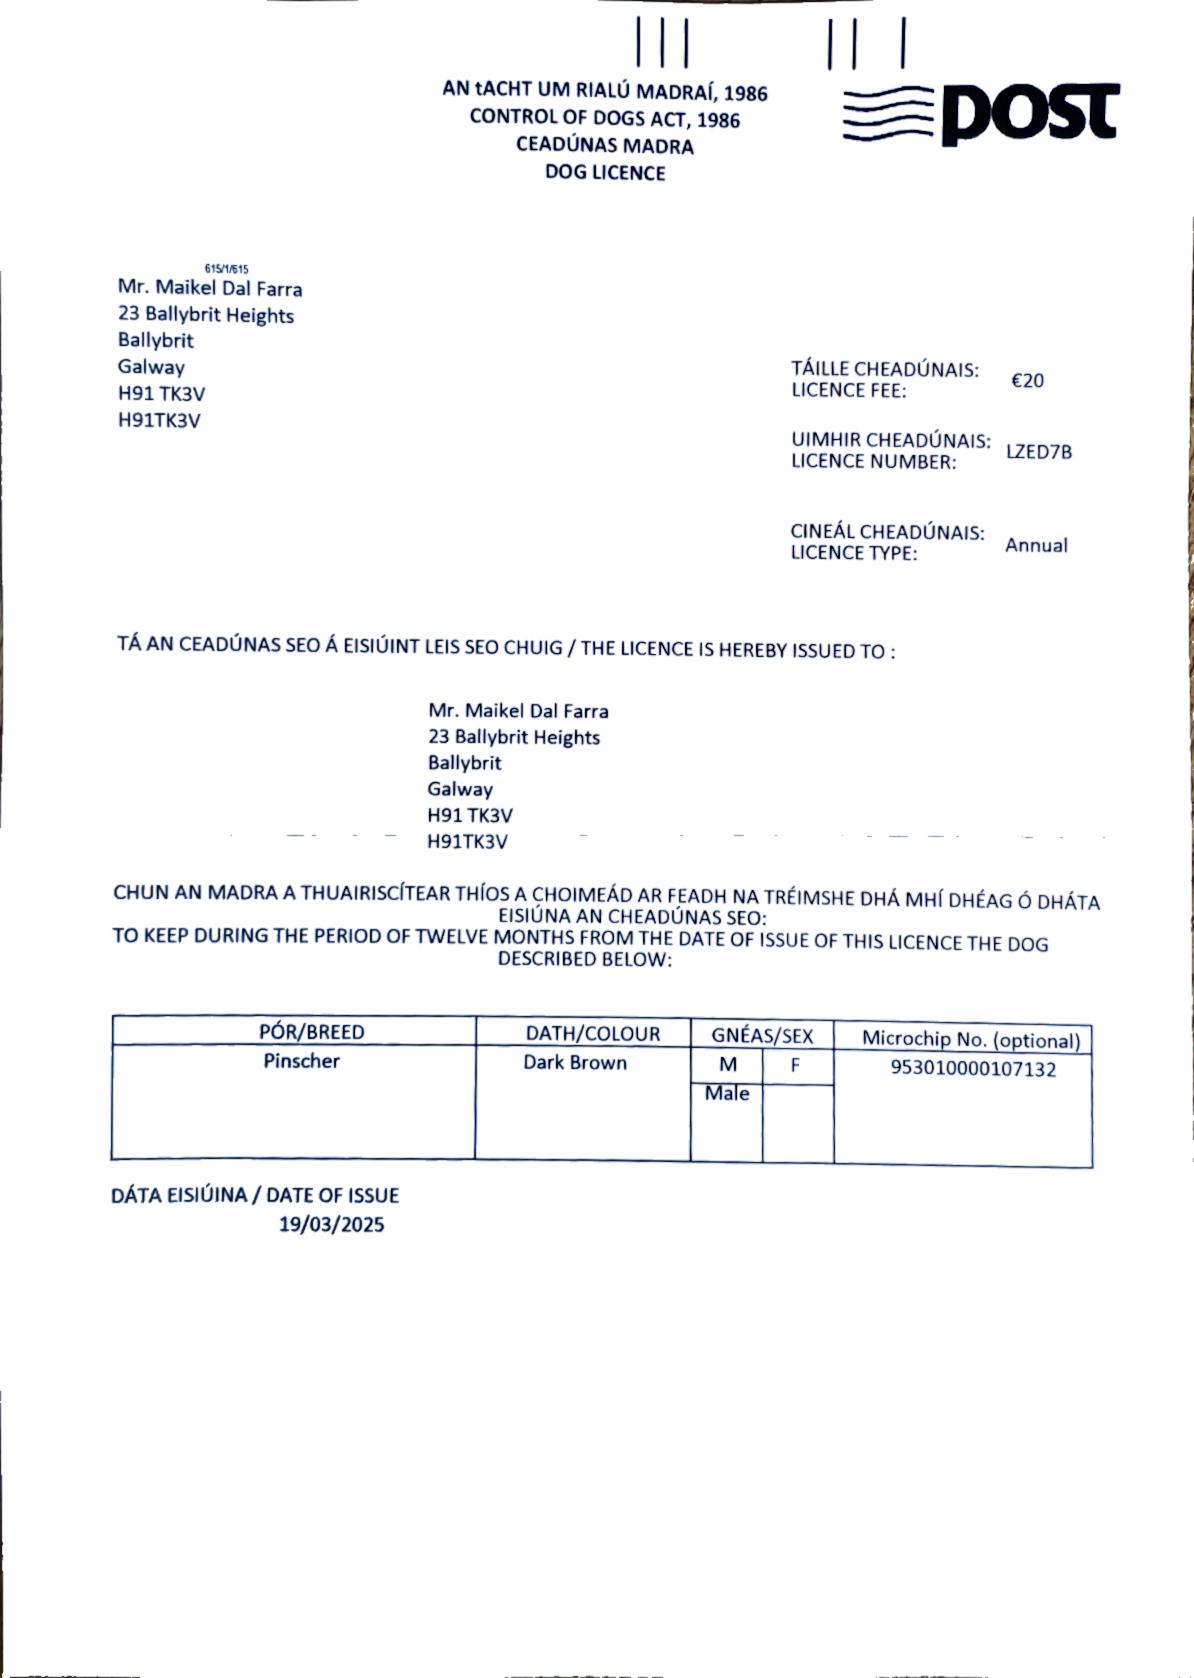 AN tACHT UM RIALÚ MADRAÍ, 1986
CONTROL OF DOGS ACT, 1986
CEADÚNAS MADRA
DOG LICENCE
post
615/1/615
Mr. Maikel Dal Farra
23 Ballybrit Heights
Ballybrit
Galway
H91 TK3V
H91TK3V
TÁILLE CHEADÚNAIS:
LICENCE FEE:
€20
UIMHIR CHEADÚNAIS:
LICENCE NUMBER:
LZED7B
CINEÁL CHEADÚNAIS:
LICENCE TYPE:
Annual
TÁ AN CEADÚNAS SEO Á EISIÚINT LEIS SEO CHUIG / THE LICENCE IS HEREBY ISSUED TO :
Mr. Maikel Dal Farra
23 Ballybrit Heights
Ballybrit
Galway
H91 TK3V
H91TK3V
CHUN AN MADRA A THUAIRISCÍTEAR THÍOS A CHOIMEÁD AR FEADH NA TRÉIMSHE DHÁ MHÍ DHÉAG Ó DHÁTA
EISIÚNA AN CHEADÚNAS SEO:
TO KEEP DURING THE PERIOD OF TWELVE MONTHS FROM THE DATE OF ISSUE OF THIS LICENCE THE DOG
DESCRIBED BELOW:
PÓR/BREED DATH/COLOUR GNÉAS/SEX Microchip No. (optional)
Pinscher Dark Brown M F 953010000107132
Male
DÁTA EISIÚINA / DATE OF ISSUE
19/03/2025